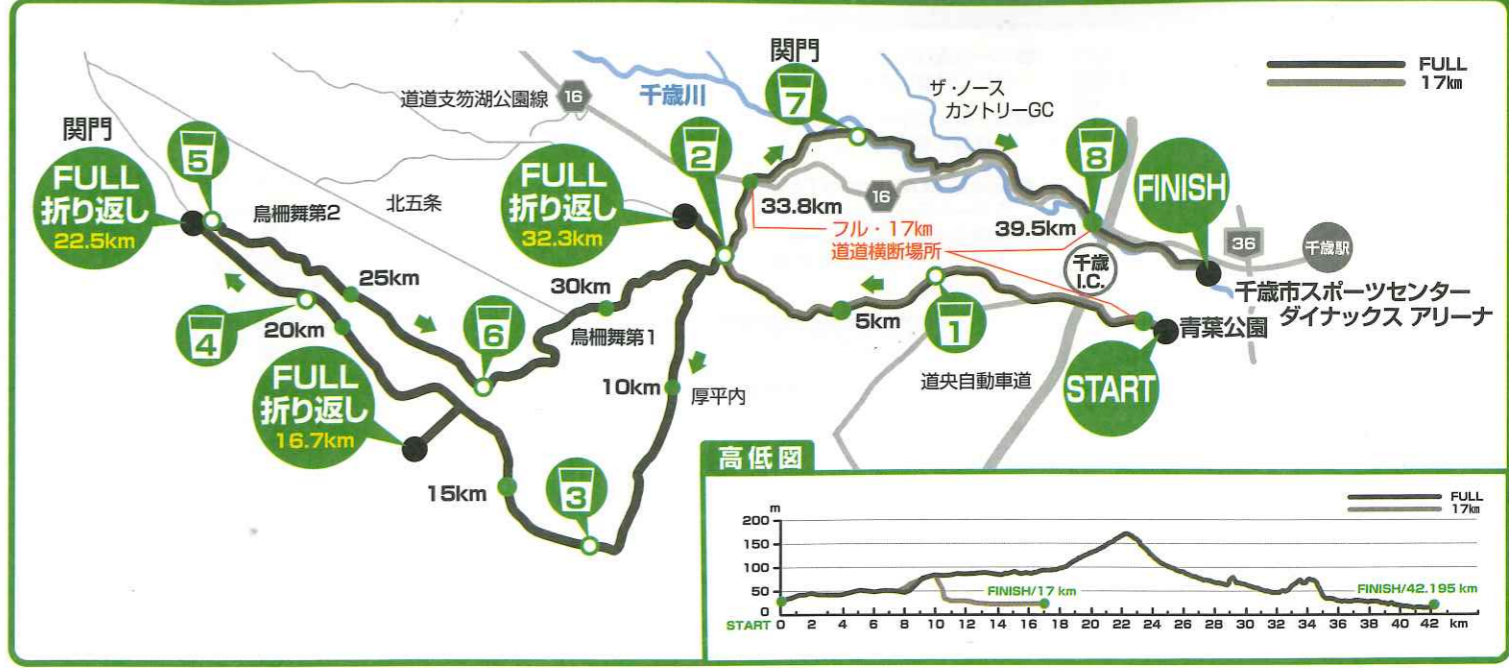 FULL
17km
関門
7
ザ・ノース
カントリーGC
道道支笏湖公園線
16
千歳川
関門
FULL
折り返し
22.5km
5
鳥柵舞第2
北五条
FULL
折り返し
32.3km
2
33.8km
16
フル・17km
道道横断場所
39.5km
8
FINISH
36
千歳駅
千歳
I.C.
千歳市スポーツセンター
ダイナックス アリーナ
25km
30km
鳥柵舞第1
5km
1
青葉公園
START
道央自動車道
4
20km
6
FULL
折り返し
16.7km
10km
厚平内
15km
3
高低図
FULL
17km
m
200
150
100
50
0
FINISH/17 km
FINISH/42.195 km
START
0 2 4 6 8 10 12 14 16 18 20 22 24 26 28 30 32 34 36 38 40 42 km